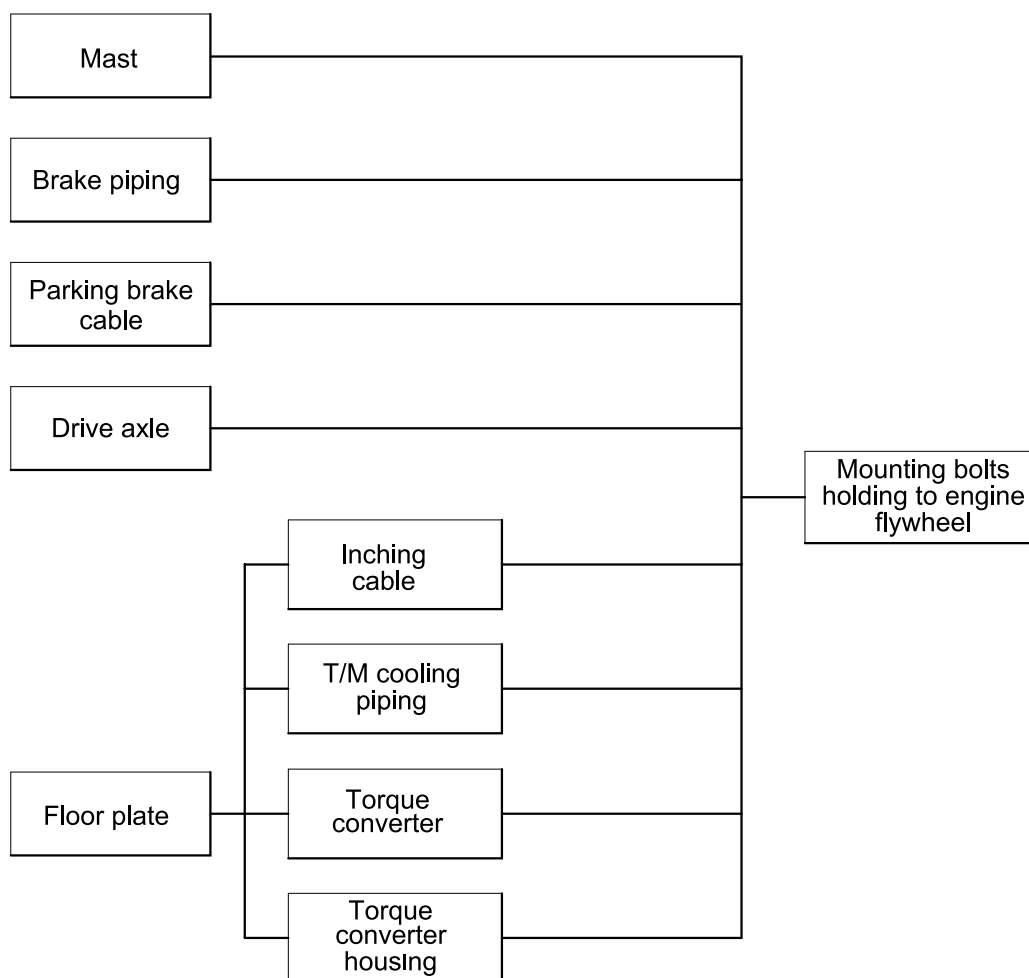 Mast
Brake piping
Parking brake
cable
Drive axle
Mounting bolts
holding to engine
flywheel
Inching
cable
T/M cooling
piping
Floor plate
Torque
converter
Torque
converter
housing